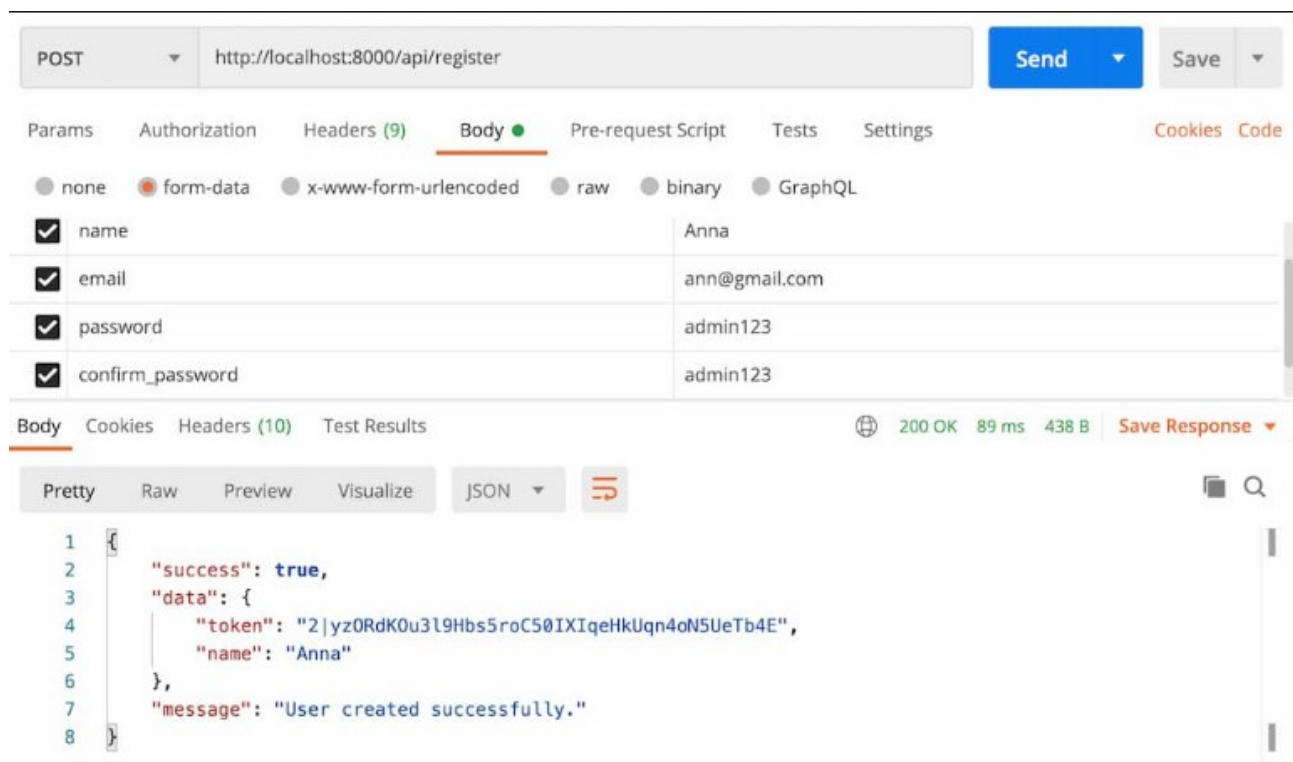 POST http://localhost:8000/api/register Send Save
Params Authorization Headers (9) Body Pre-request Script Tests Settings Cookies Code
none form-data x-www-form-urlencoded raw binary GraphQL
name Anna
email ann@gmail.com
password admin123
confirm_password admin123
Body Cookies Headers (10) Test Results 200 OK 89 ms 438 B Save Response
Pretty Raw Preview Visualize JSON
1 {
2 "success": true,
3 "data": {
4 "token": "2|yzORdKOu3l9Hbs5roC50IXIqeHkUqn4oN5UeTb4E",
5 "name": "Anna"
6 },
7 "message": "User created successfully."
8 }